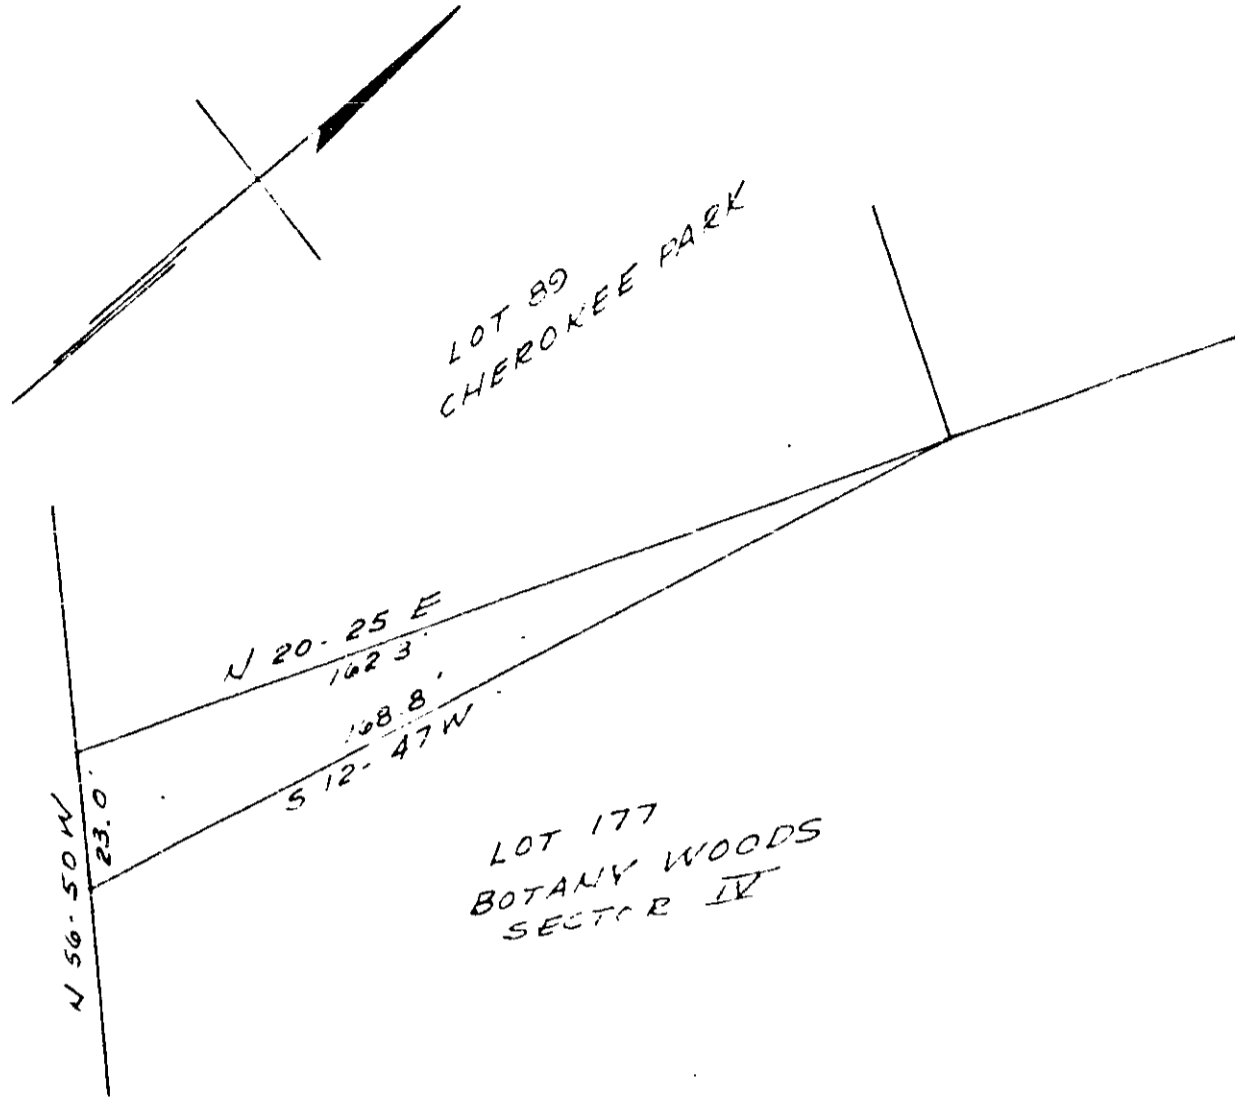 LOT 89
CHEROKEE PARK
N 20-25 E
162.3'
168.8'
S 12-47 W
N 56-50 W
23.0'
LOT 177
BOTANY WOODS
SECTOR IV